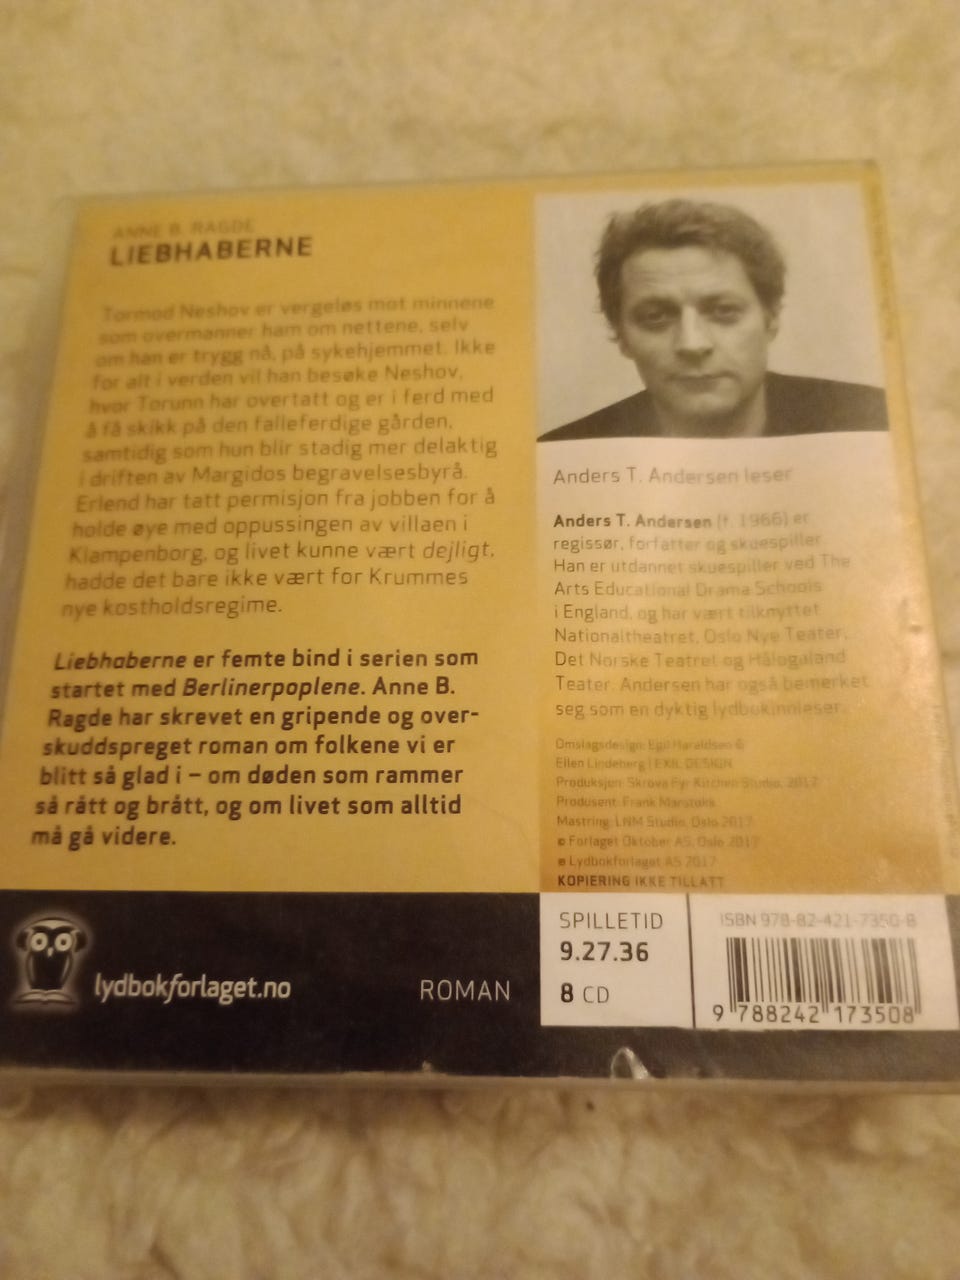 ANNE B. RAGDE
LIEBHABERNE
Tormod Neshov er vergeløs mot minnene
som overmanner ham om nettene, selv
om han er trygg nå, på sykehjemmet. Ikke
for alt i verden vil han besøke Neshov,
hvor Torunn har overtatt og er i ferd med
å få skikk på den falleferdige gården,
samtidig som hun blir stadig mer delaktig
i driften av Margidos begravelsesbyrå.
Erlend har tatt permisjon fra jobben for å
holde øye med oppussingen av villaen i
Klampenborg, og livet kunne vært dejligt,
hadde det bare ikke vært for Krummes
nye kostholdsregime.
Liebhaberne er femte bind i serien som
startet med Berlinerpoplene. Anne B.
Ragde har skrevet en gripende og over-
skuddspreget roman om folkene vi er
blitt så glad i – om døden som rammer
så rått og brått, og om livet som alltid
må gå videre.
Anders T. Andersen leser
Anders T. Andersen (f. 1966) er
regissør, forfatter og skuespiller.
Han er utdannet skuespiller ved The
Arts Educational Drama Schools
i England, og har vært tilknyttet
Nationaltheatret, Oslo Nye Teater,
Det Norske Teatret og Hålogaland
Teater. Andersen har også bemerket
seg som en dyktig lydbokinnleser.
Omslagsdesign: Egil Haraldsen &
Ellen Lindeberg | EXIL DESIGN
Produksjon: Skrova Fyr Kitchen Studio, 2017
Produsent: Frank
Mastring: LNM Studio, Oslo 2017
© Forlaget Oktober AS, Oslo 2017
℗ Lydbokforlaget AS 2017
KOPIERING IKKE TILLATT
lydbokforlaget.no
ROMAN
SPILLETID
9.27.36
8 CD
ISBN 978-82-421-7350-8
9 788242 173508